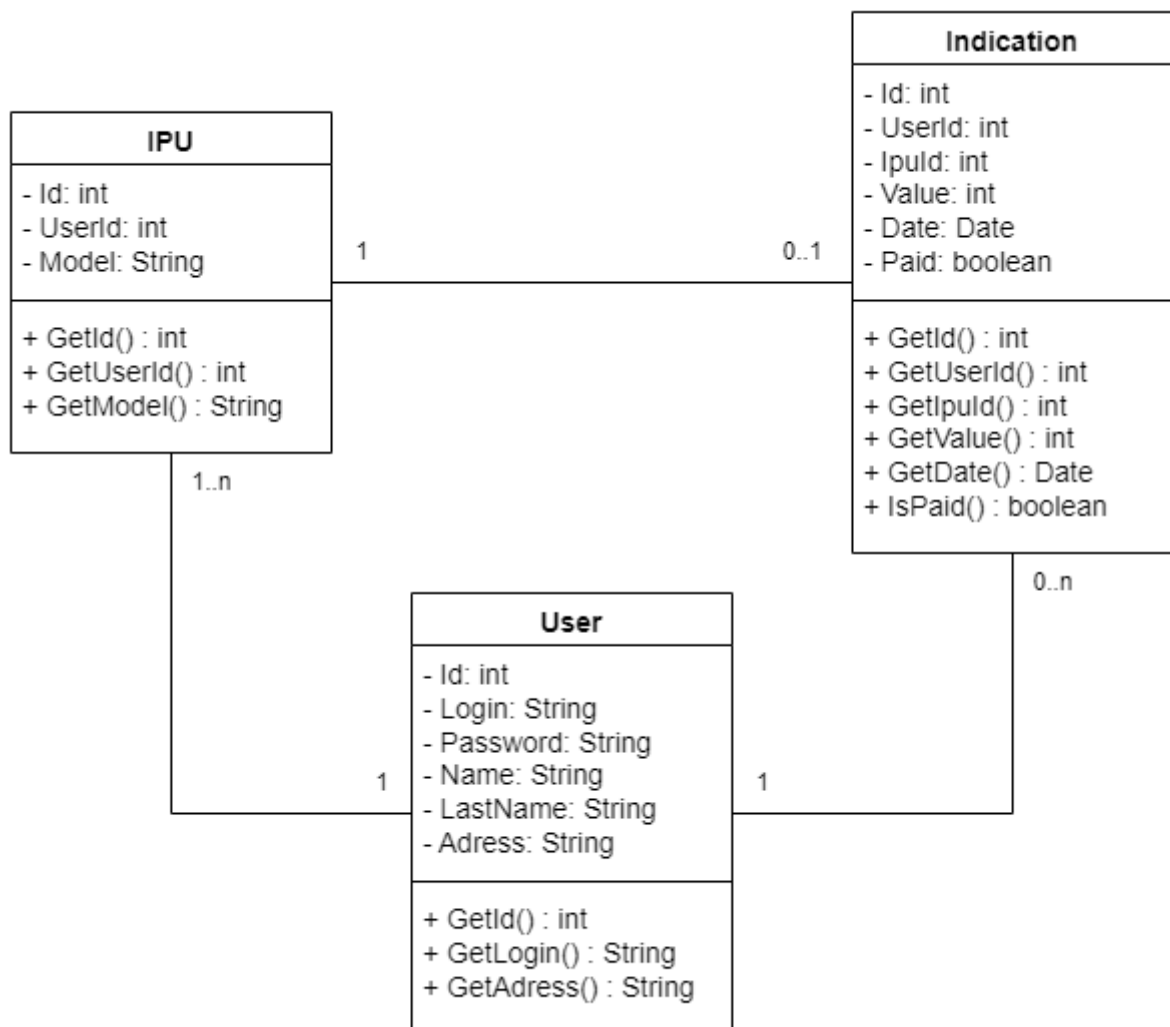 IPU
- Id: int
- UserId: int
- Model: String
+ GetId() : int
+ GetUserId() : int
+ GetModel() : String
1
0..1
1..n
Indication
- Id: int
- UserId: int
- IpuId: int
- Value: int
- Date: Date
- Paid: boolean
+ GetId() : int
+ GetUserId() : int
+ GetIpuId() : int
+ GetValue() : int
+ GetDate() : Date
+ IsPaid() : boolean
0..n
User
- Id: int
- Login: String
- Password: String
- Name: String
- LastName: String
- Adress: String
+ GetId() : int
+ GetLogin() : String
+ GetAdress() : String
1
1